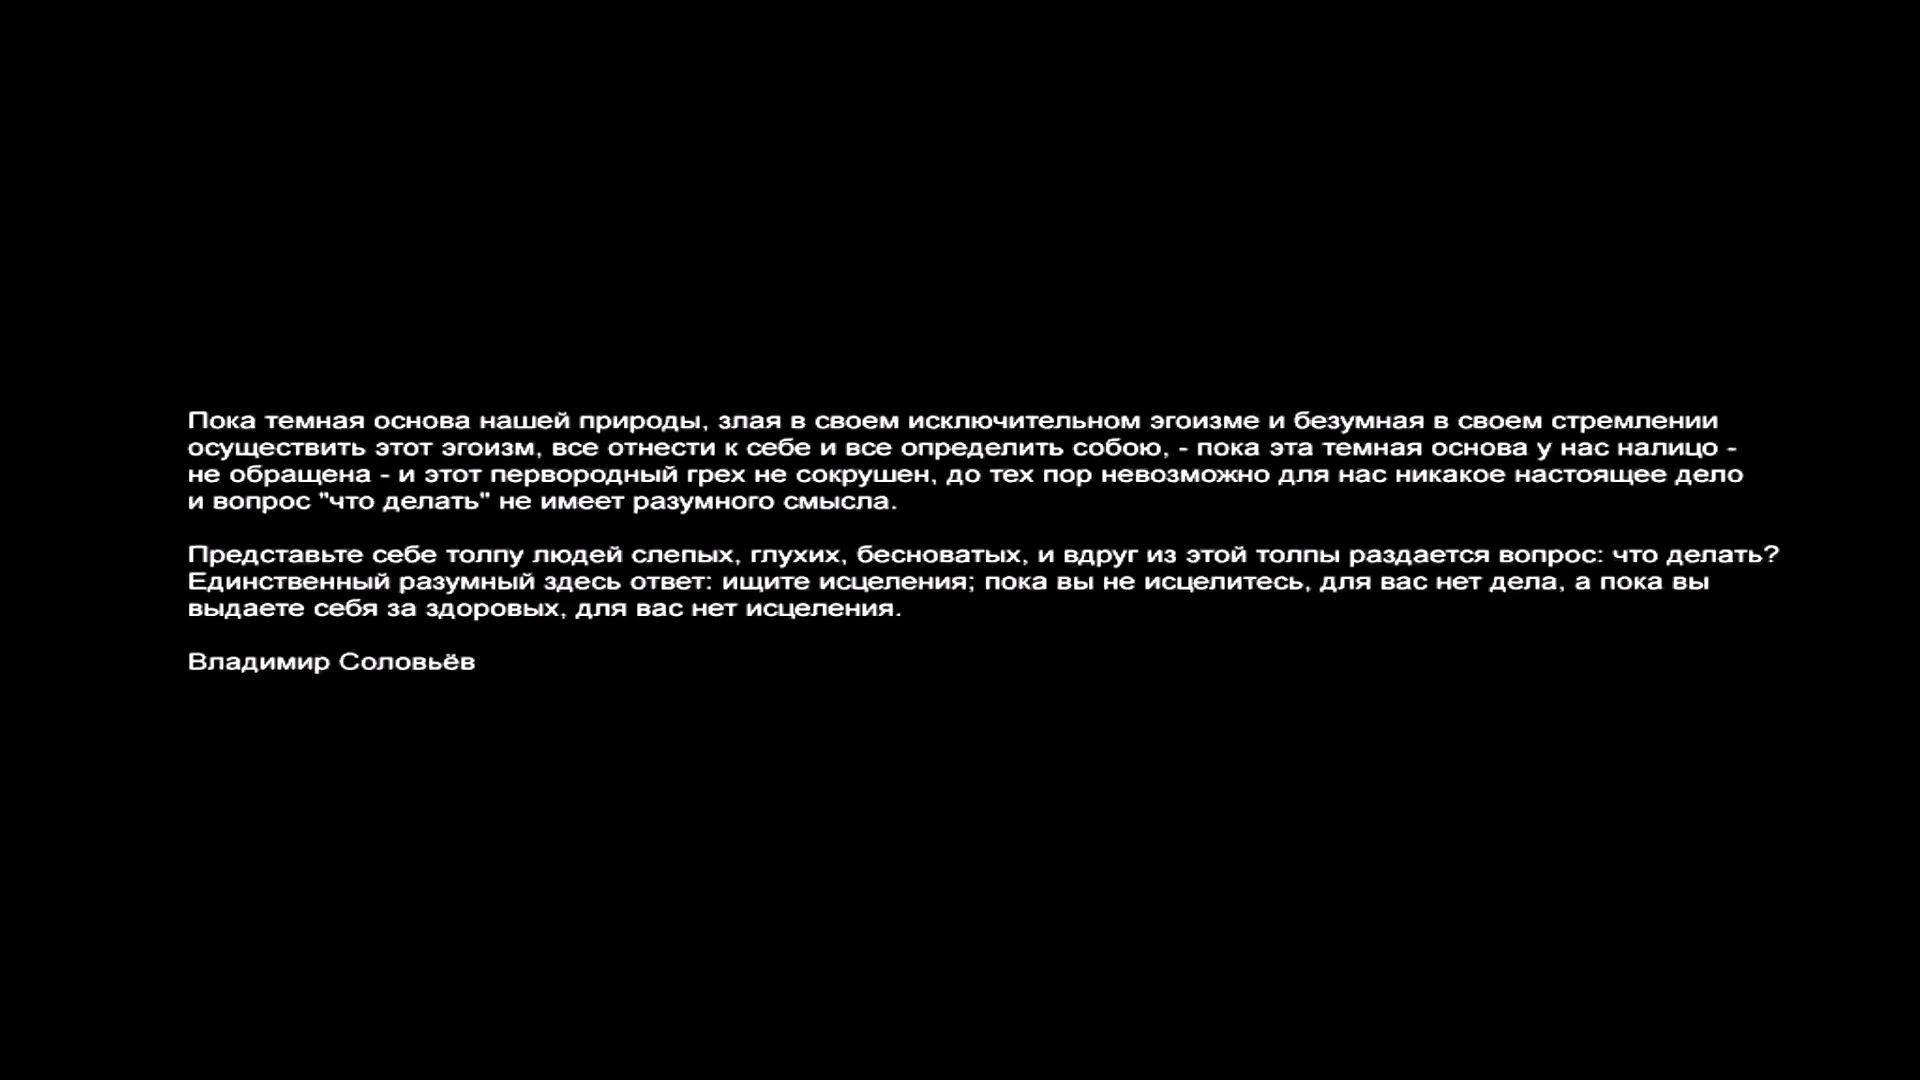 Пока темная основа нашей природы, злая в своем исключительном эгоизме и безумная в своем стремлении
осуществить этот эгоизм, все отнести к себе и все определить собою, - пока эта темная основа у нас налицо -
не обращена - и этот первородный грех не сокрушен, до тех пор невозможно для нас никакое настоящее дело
и вопрос "что делать" не имеет разумного смысла.
Представьте себе толпу людей слепых, глухих, бесноватых, и вдруг из этой толпы раздается вопрос: что делать?
Единственный разумный здесь ответ: ищите исцеления; пока вы не исцелитесь, для вас нет дела, а пока вы
выдаете себя за здоровых, для вас нет исцеления.
Владимир Соловьёв